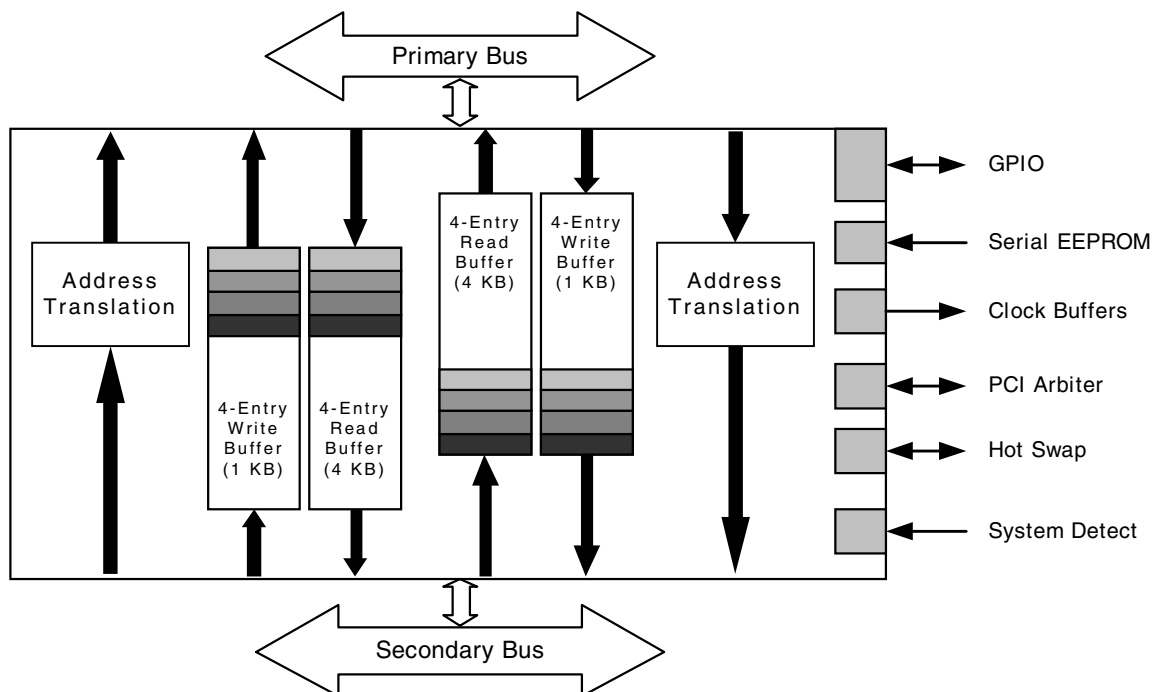 Primary Bus
GPIO
Serial EEPROM
Clock Buffers
PCI Arbiter
Hot Swap
System Detect
Address
Translation
4-Entry
Write
Buffer
(1 KB)
4-Entry
Read
Buffer
(4 KB)
4-Entry
Read
Buffer
(4 KB)
4-Entry
Write
Buffer
(1 KB)
Address
Translation
Secondary Bus